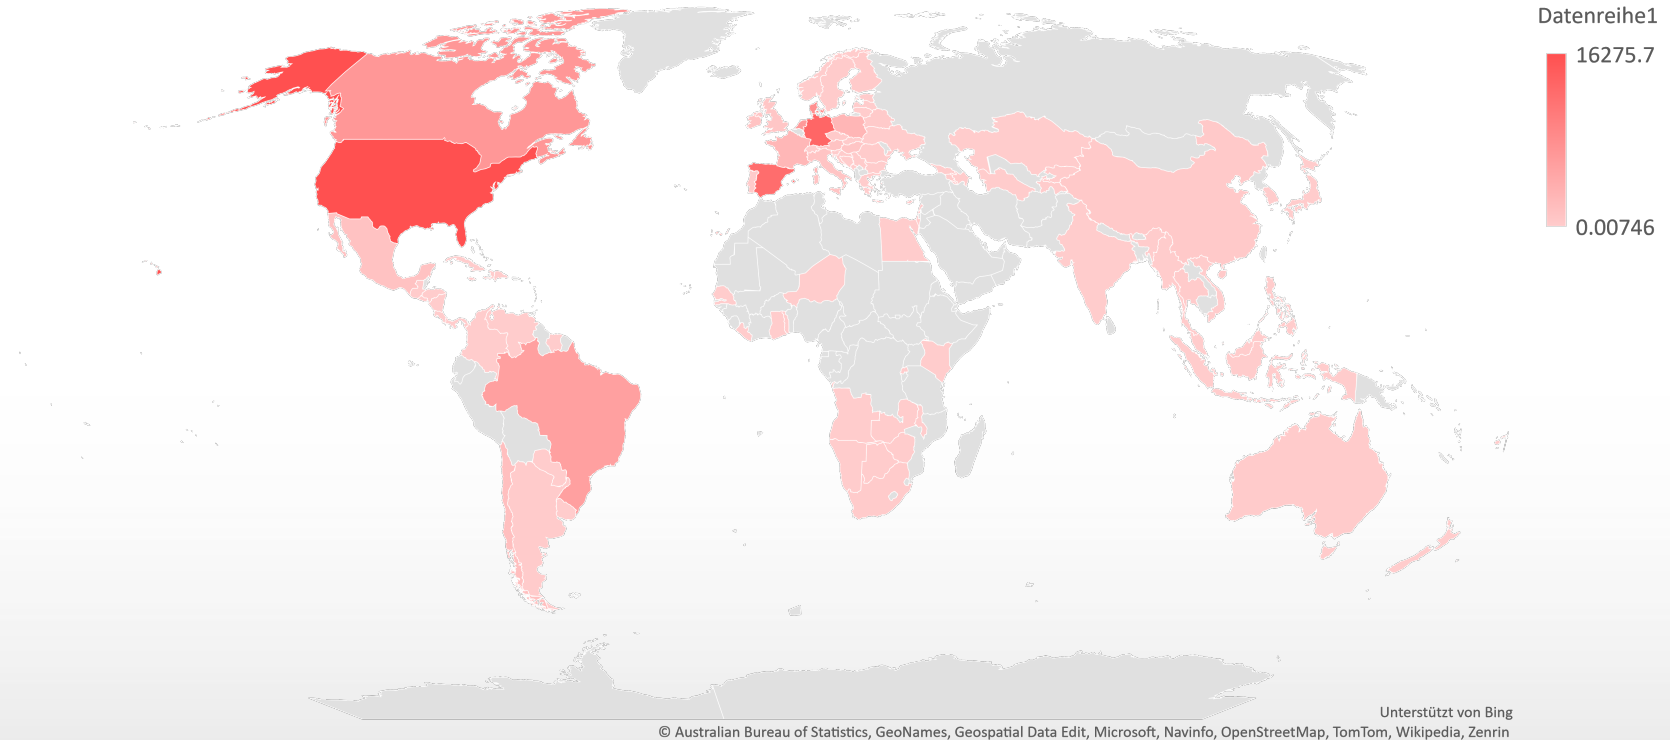 Datenreihe1
16275.7
0.00746
Unterstützt von Bing
© Australian Bureau of Statistics, GeoNames, Geospatial Data Edit, Microsoft, Navinfo, OpenStreetMap, TomTom, Wikipedia, Zenrin